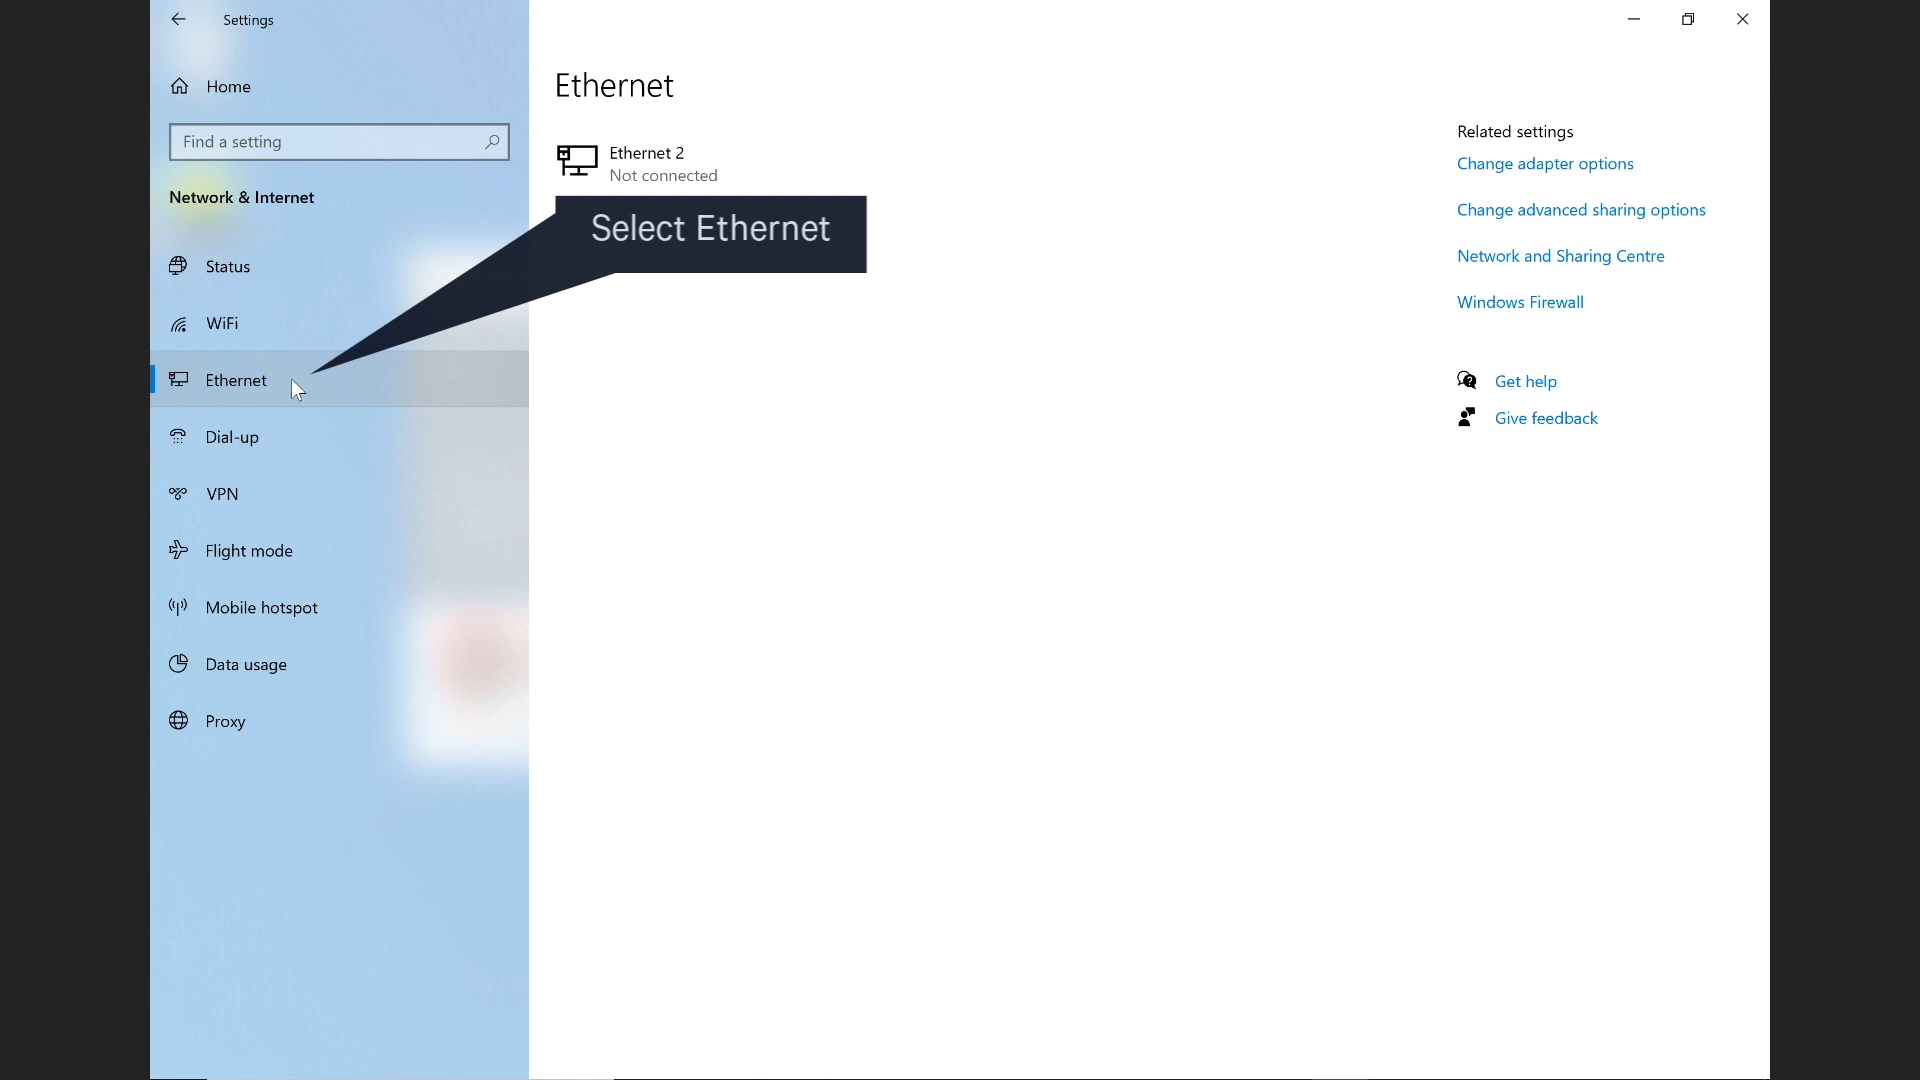 Settings
Home
Find a setting
Network & Internet
Status
WiFi
Ethernet
Dial-up
VPN
Flight mode
Mobile hotspot
Data usage
Proxy
Ethernet
Ethernet 2
Not connected
Select Ethernet
Related settings
Change adapter options
Change advanced sharing options
Network and Sharing Centre
Windows Firewall
Get help
Give feedback